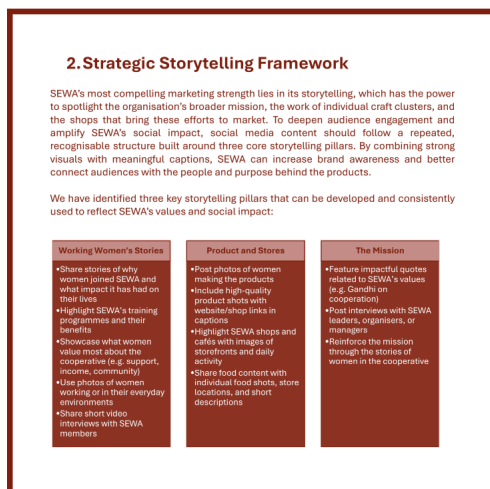 2. Strategic Storytelling Framework
SEWA's most compelling marketing strength lies in its storytelling, which has the power
to spotlight the organisation's broader mission, the work of individual craft clusters, and
the shops that bring these efforts to market. To deepen audience engagement and
amplify SEWA's social impact, social media content should follow a repeated,
recognisable structure built around three core storytelling pillars. By combining strong
visuals with meaningful captions, SEWA can increase brand awareness and better
connect audiences with the people and purpose behind the products.
We have identified three key storytelling pillars that can be developed and consistently
used to reflect SEWA's values and social impact:
Working Women's Stories
•Share stories of why
women joined SEWA and
what impact it has had on
their lives
•Highlight SEWA's training
programmes and their
benefits
•Showcase what women
value most about the
cooperative (e.g. support,
income, community)
•Use photos of women
working or in their everyday
environments
•Share short video
interviews with SEWA
members
Product and Stores
•Post photos of women
making the products
•Include high-quality
product shots with
website/shop links in
captions
•Highlight SEWA shops and
cafés with images of
storefronts and daily
activity
•Share food content with
individual food shots, store
locations, and short
descriptions
The Mission
•Feature impactful quotes
related to SEWA's values
(e.g. Gandhi on
cooperation)
•Post interviews with SEWA
leaders, organisers, or
managers
•Reinforce the mission
through the stories of
women in the cooperative